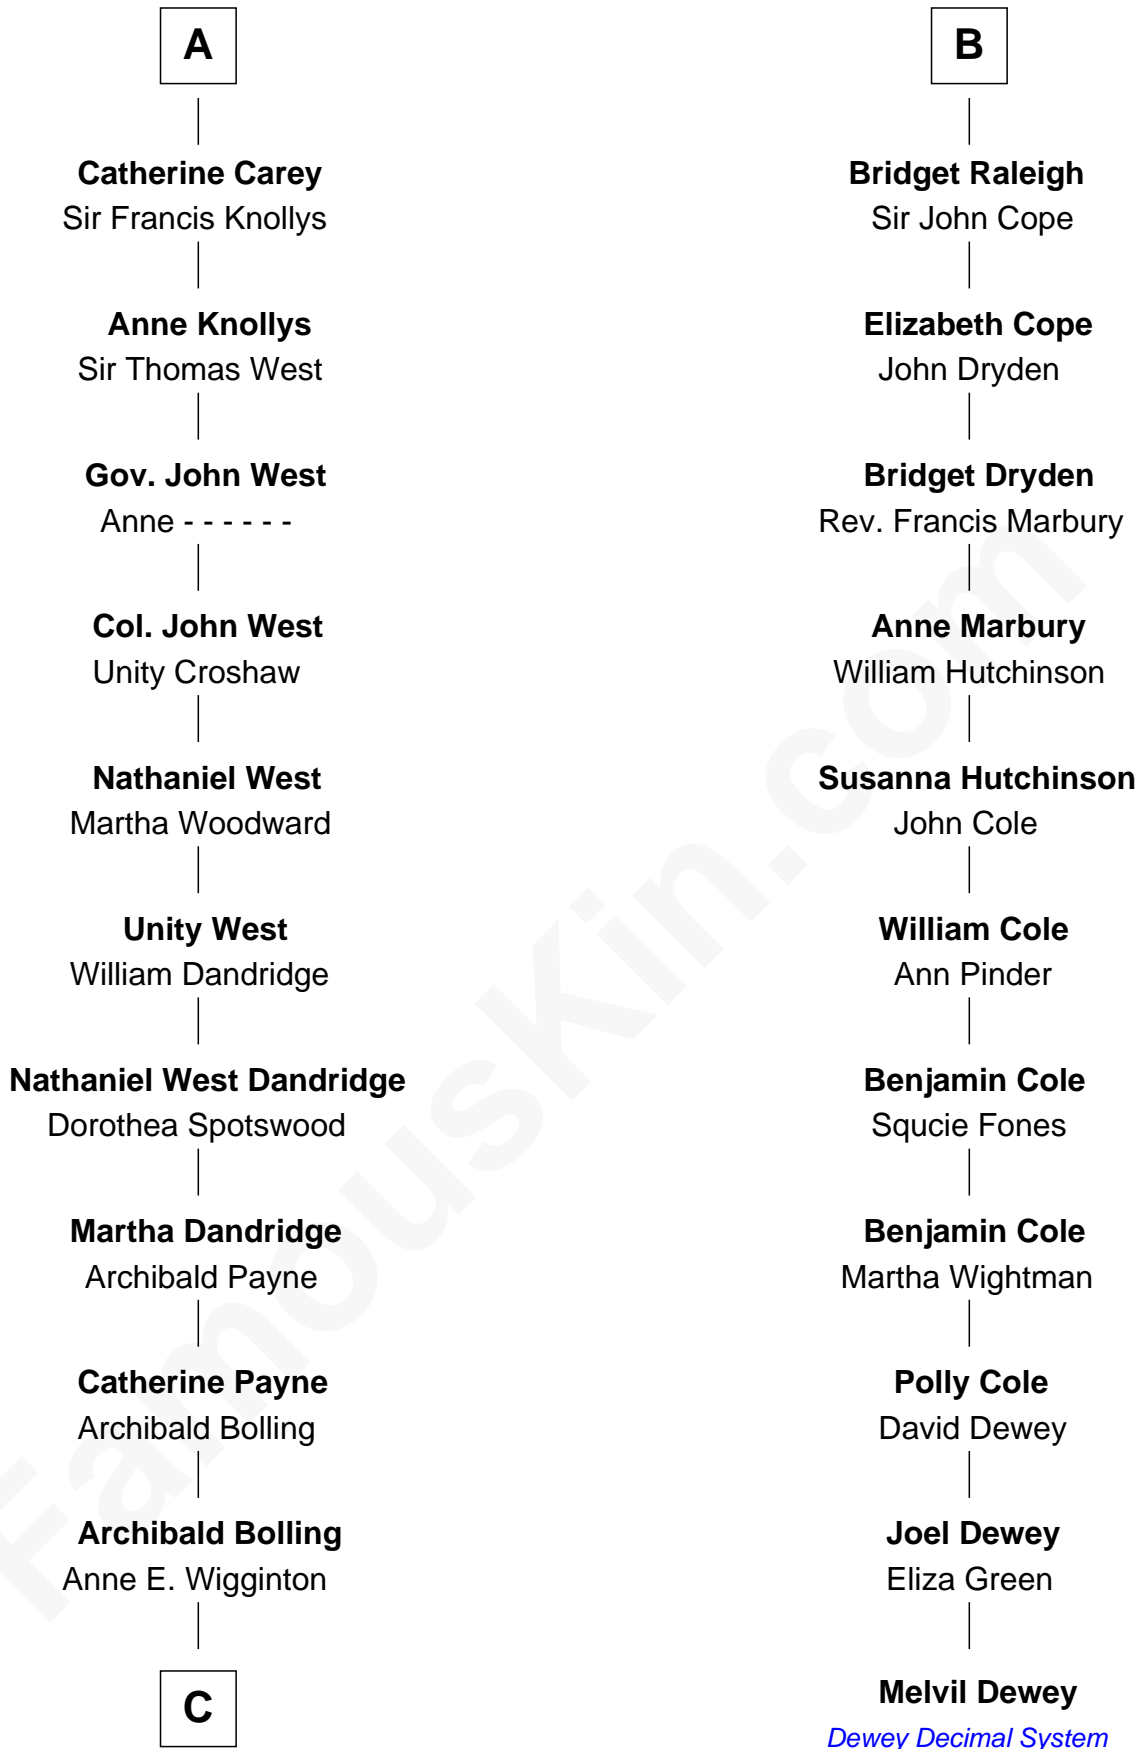 A
Catherine Carey
Sir Francis Knollys
Anne Knollys
Sir Thomas West
Gov. John West
Anne - - - - - -
Col. John West
Unity Croshaw
Nathaniel West
Martha Woodward
Unity West
William Dandridge
Nathaniel West Dandridge
Dorothea Spotswood
Martha Dandridge
Archibald Payne
Catherine Payne
Archibald Bolling
Archibald Bolling
Anne E. Wigginton
C
B
Bridget Raleigh
Sir John Cope
Elizabeth Cope
John Dryden
Bridget Dryden
Rev. Francis Marbury
Anne Marbury
William Hutchinson
Susanna Hutchinson
John Cole
William Cole
Ann Pinder
Benjamin Cole
Squcie Fones
Benjamin Cole
Martha Wightman
Polly Cole
David Dewey
Joel Dewey
Eliza Green
Melvil Dewey
Dewey Decimal System
FamousKin.com